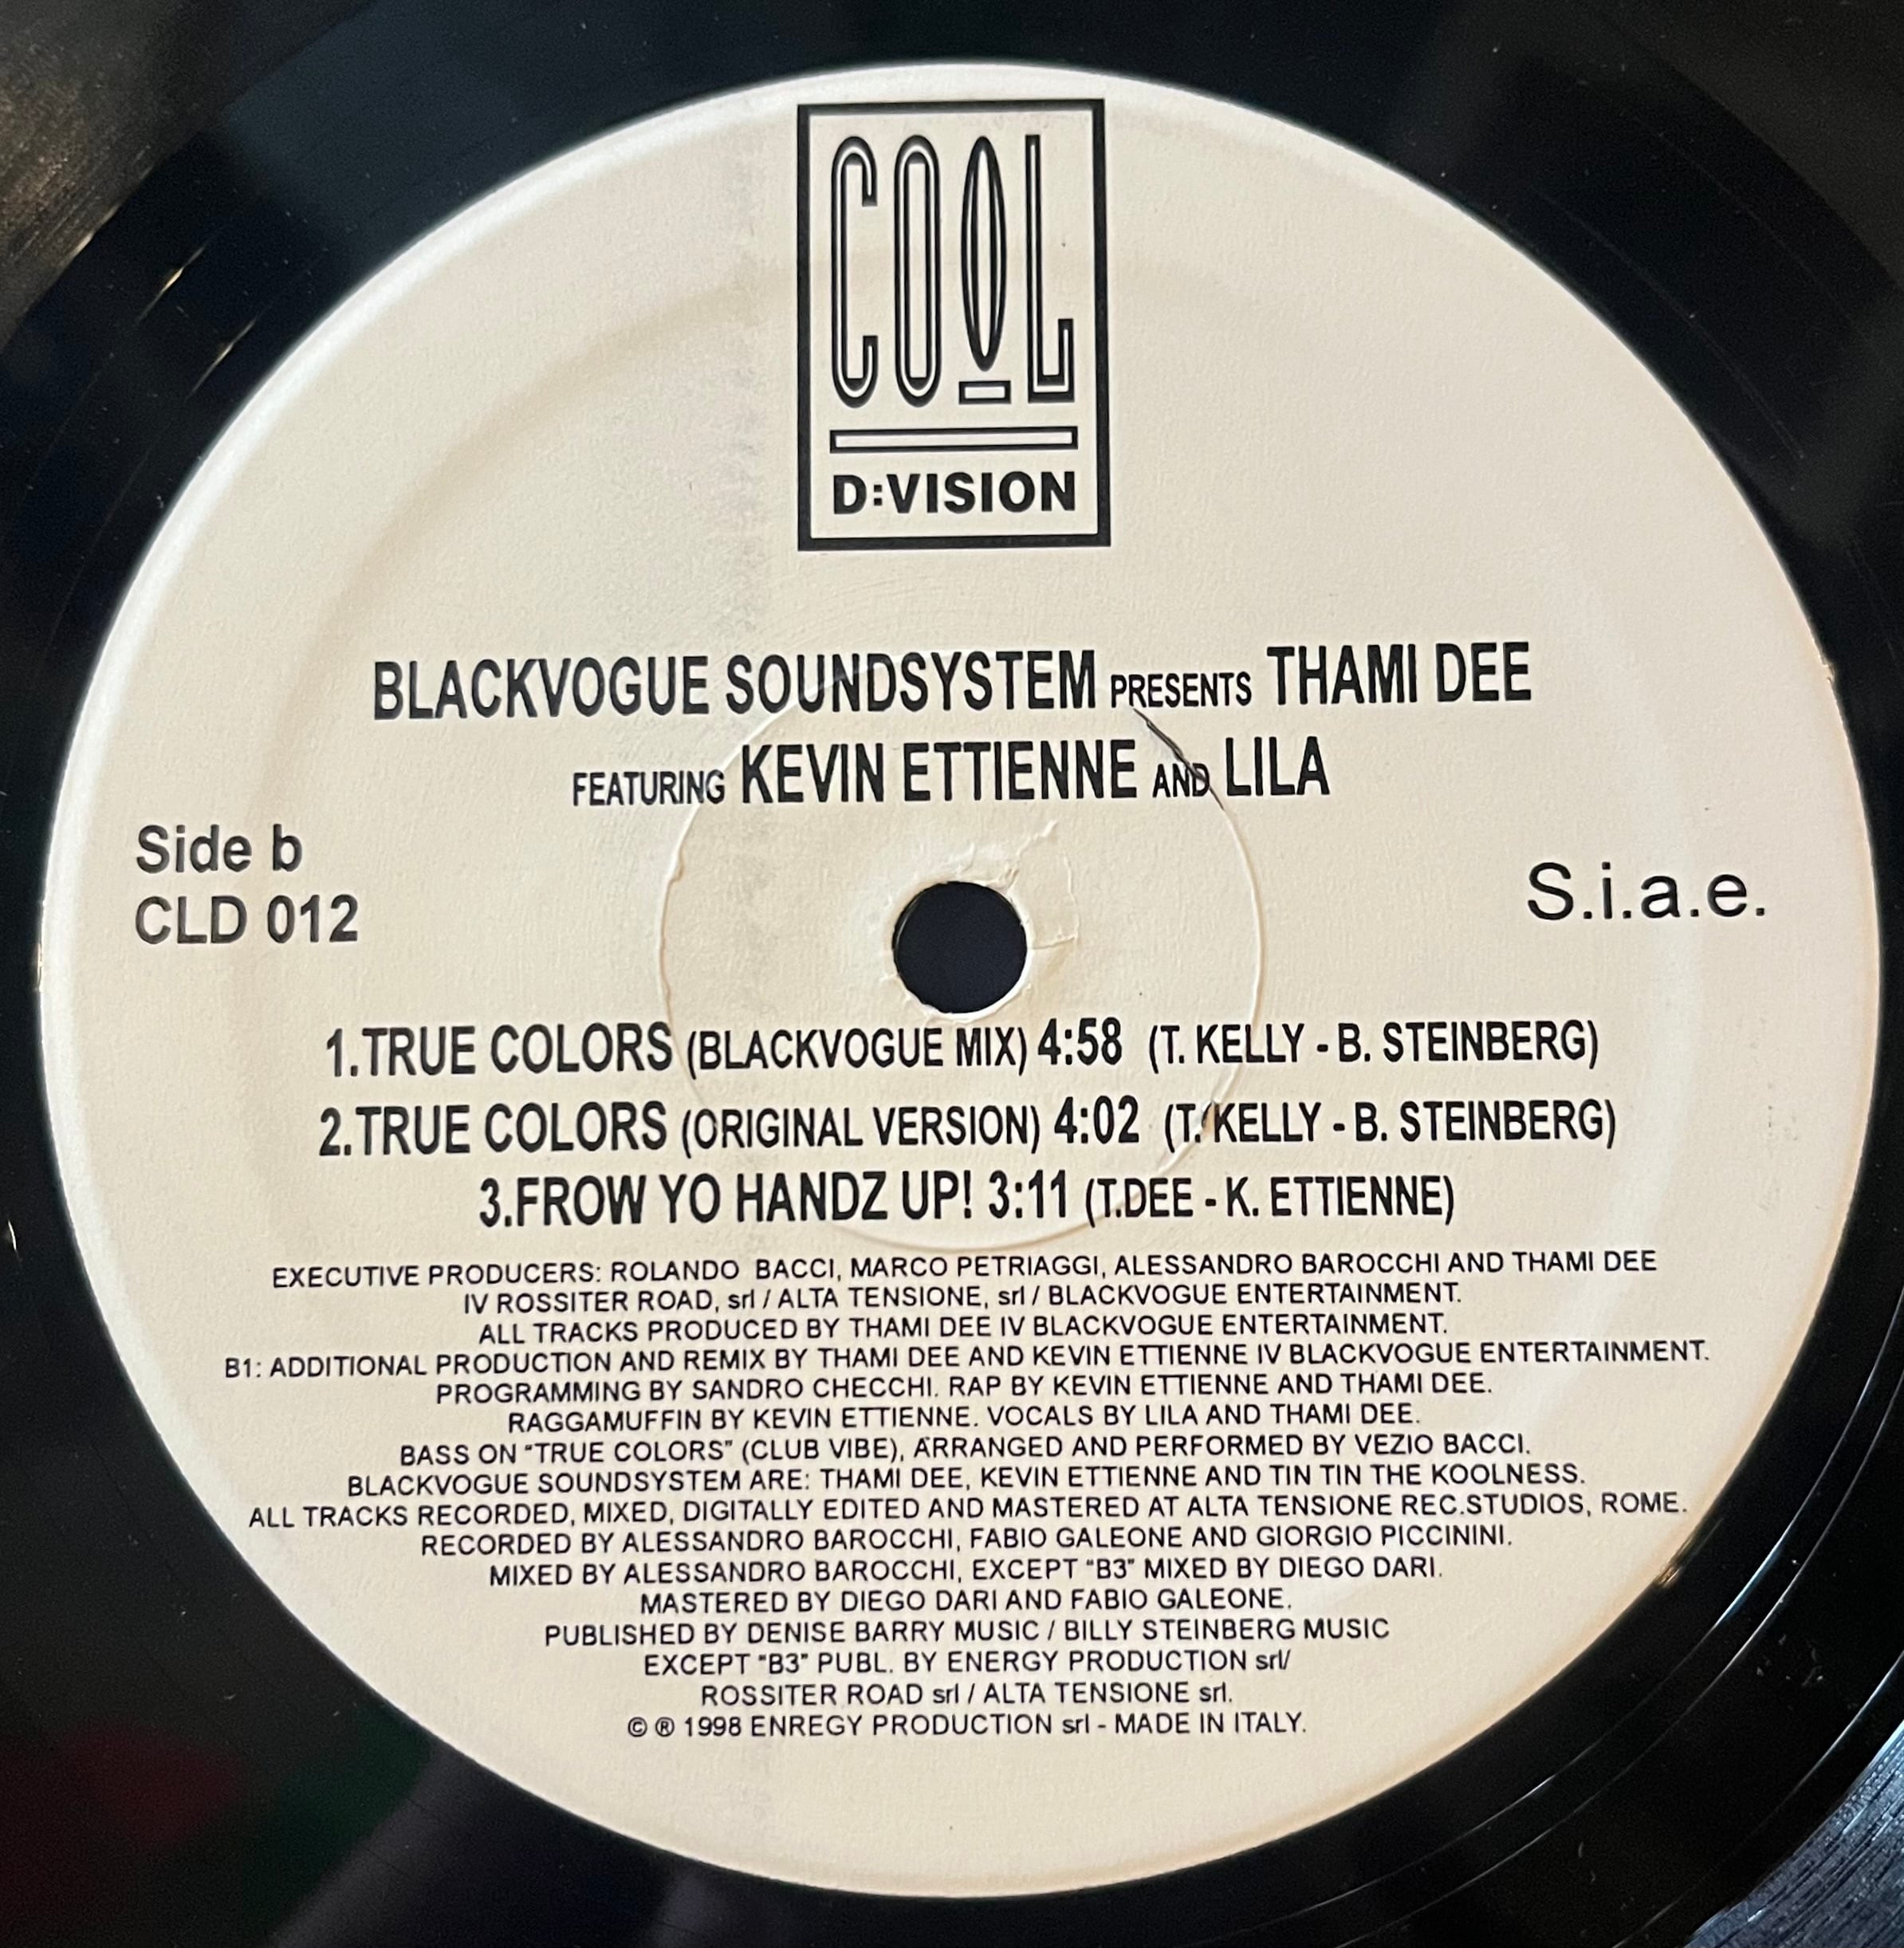 COOL
D:VISION
BLACKVOGUE SOUNDSYSTEM PRESENTS THAMI DEE
FEATURING KEVIN ETTIENNE AND LILA
Side b
CLD 012
S.i.a.e.
1.TRUE COLORS (BLACKVOGUE MIX) 4:58 (T. KELLY - B. STEINBERG)
2.TRUE COLORS (ORIGINAL VERSION) 4:02 (T. KELLY - B. STEINBERG)
3.FROW YO HANDZ UP! 3:11 (T.DEE - K. ETTIENNE)
EXECUTIVE PRODUCERS: ROLANDO BACCI, MARCO PETRIAGGI, ALESSANDRO BAROCCHI AND THAMI DEE
IV ROSSITER ROAD, srl / ALTA TENSIONE, srl / BLACKVOGUE ENTERTAINMENT.
ALL TRACKS PRODUCED BY THAMI DEE IV BLACKVOGUE ENTERTAINMENT.
B1: ADDITIONAL PRODUCTION AND REMIX BY THAMI DEE AND KEVIN ETTIENNE IV BLACKVOGUE ENTERTAINMENT.
PROGRAMMING BY SANDRO CHECCHI. RAP BY KEVIN ETTIENNE AND THAMI DEE.
RAGGAMUFFIN BY KEVIN ETTIENNE. VOCALS BY LILA AND THAMI DEE.
BASS ON "TRUE COLORS" (CLUB VIBE), ARRANGED AND PERFORMED BY VEZIO BACCI.
BLACKVOGUE SOUNDSYSTEM ARE: THAMI DEE, KEVIN ETTIENNE AND TIN TIN THE KOOLNESS.
ALL TRACKS RECORDED, MIXED, DIGITALLY EDITED AND MASTERED AT ALTA TENSIONE REC.STUDIOS, ROME.
RECORDED BY ALESSANDRO BAROCCHI, FABIO GALEONE AND GIORGIO PICCININI.
MIXED BY ALESSANDRO BAROCCHI, EXCEPT "B3" MIXED BY DIEGO DARI.
MASTERED BY DIEGO DARI AND FABIO GALEONE.
PUBLISHED BY DENISE BARRY MUSIC / BILLY STEINBERG MUSIC
EXCEPT "B3" PUBL. BY ENERGY PRODUCTION srl/
ROSSITER ROAD srl / ALTA TENSIONE srl.
© ® 1998 ENREGY PRODUCTION srl - MADE IN ITALY.